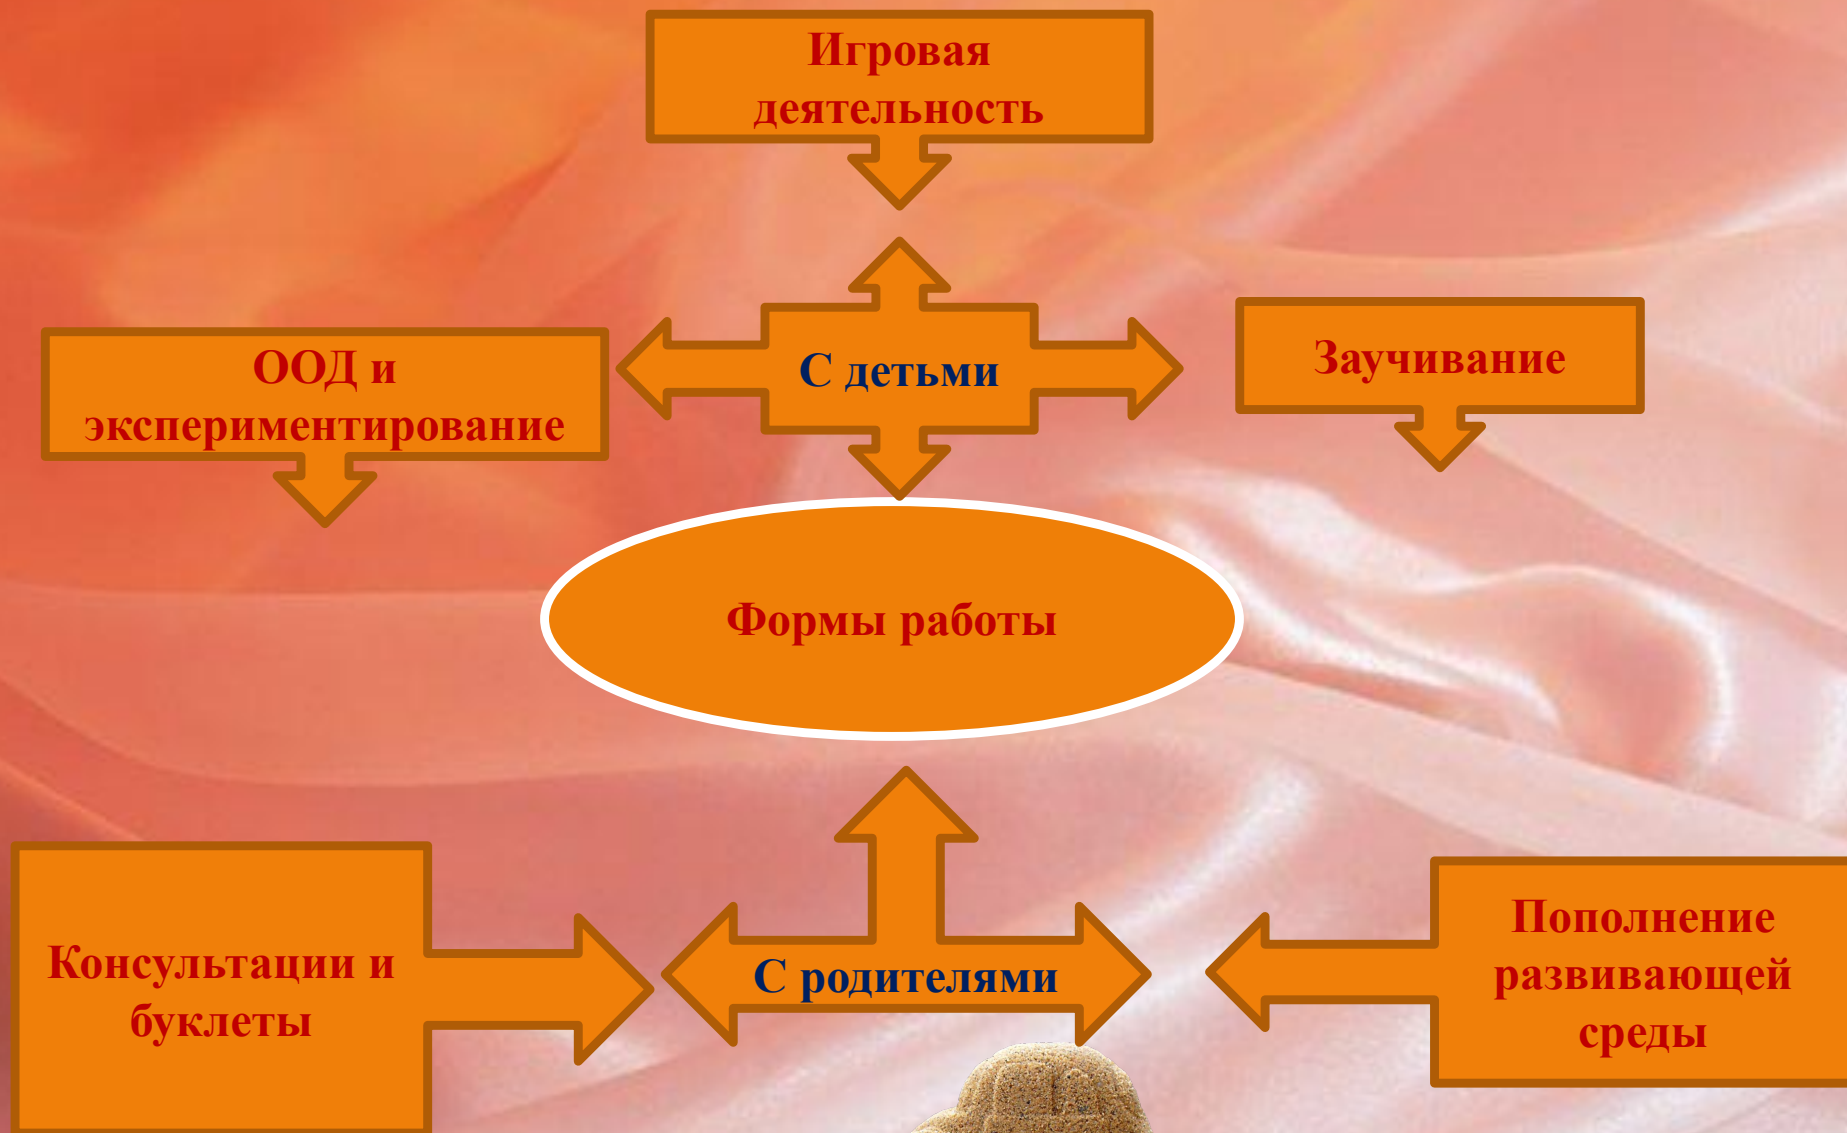 Игровая
деятельность
ООД и
экспериментирование
С детьми
Заучивание
Формы работы
Консультации и
буклеты
С родителями
Пополнение
развивающей
среды